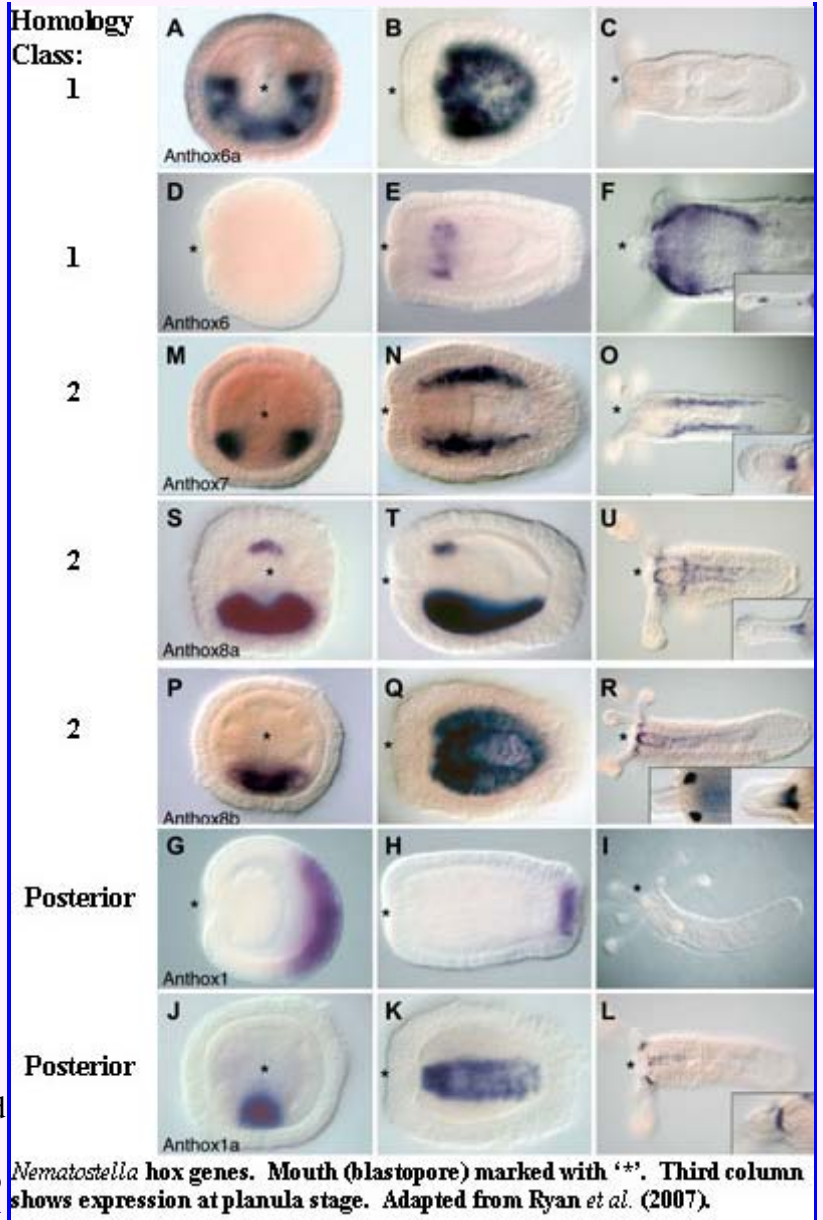 Homology
Class:
1
A
B
C
*
*
*
Anthox6a
1
D
E
F
*
*
*
Anthox6
2
M
N
O
*
*
*
Anthox7
2
S
T
U
*
*
*
Anthox8a
2
P
Q
R
*
*
*
Anthox8b
Posterior
G
H
I
*
*
*
Anthox1
Posterior
J
K
L
*
*
*
Anthox1a
d
Nematostella hox genes. Mouth (blastopore) marked with ‘*’. Third column
shows expression at planula stage. Adapted from Ryan et al. (2007).